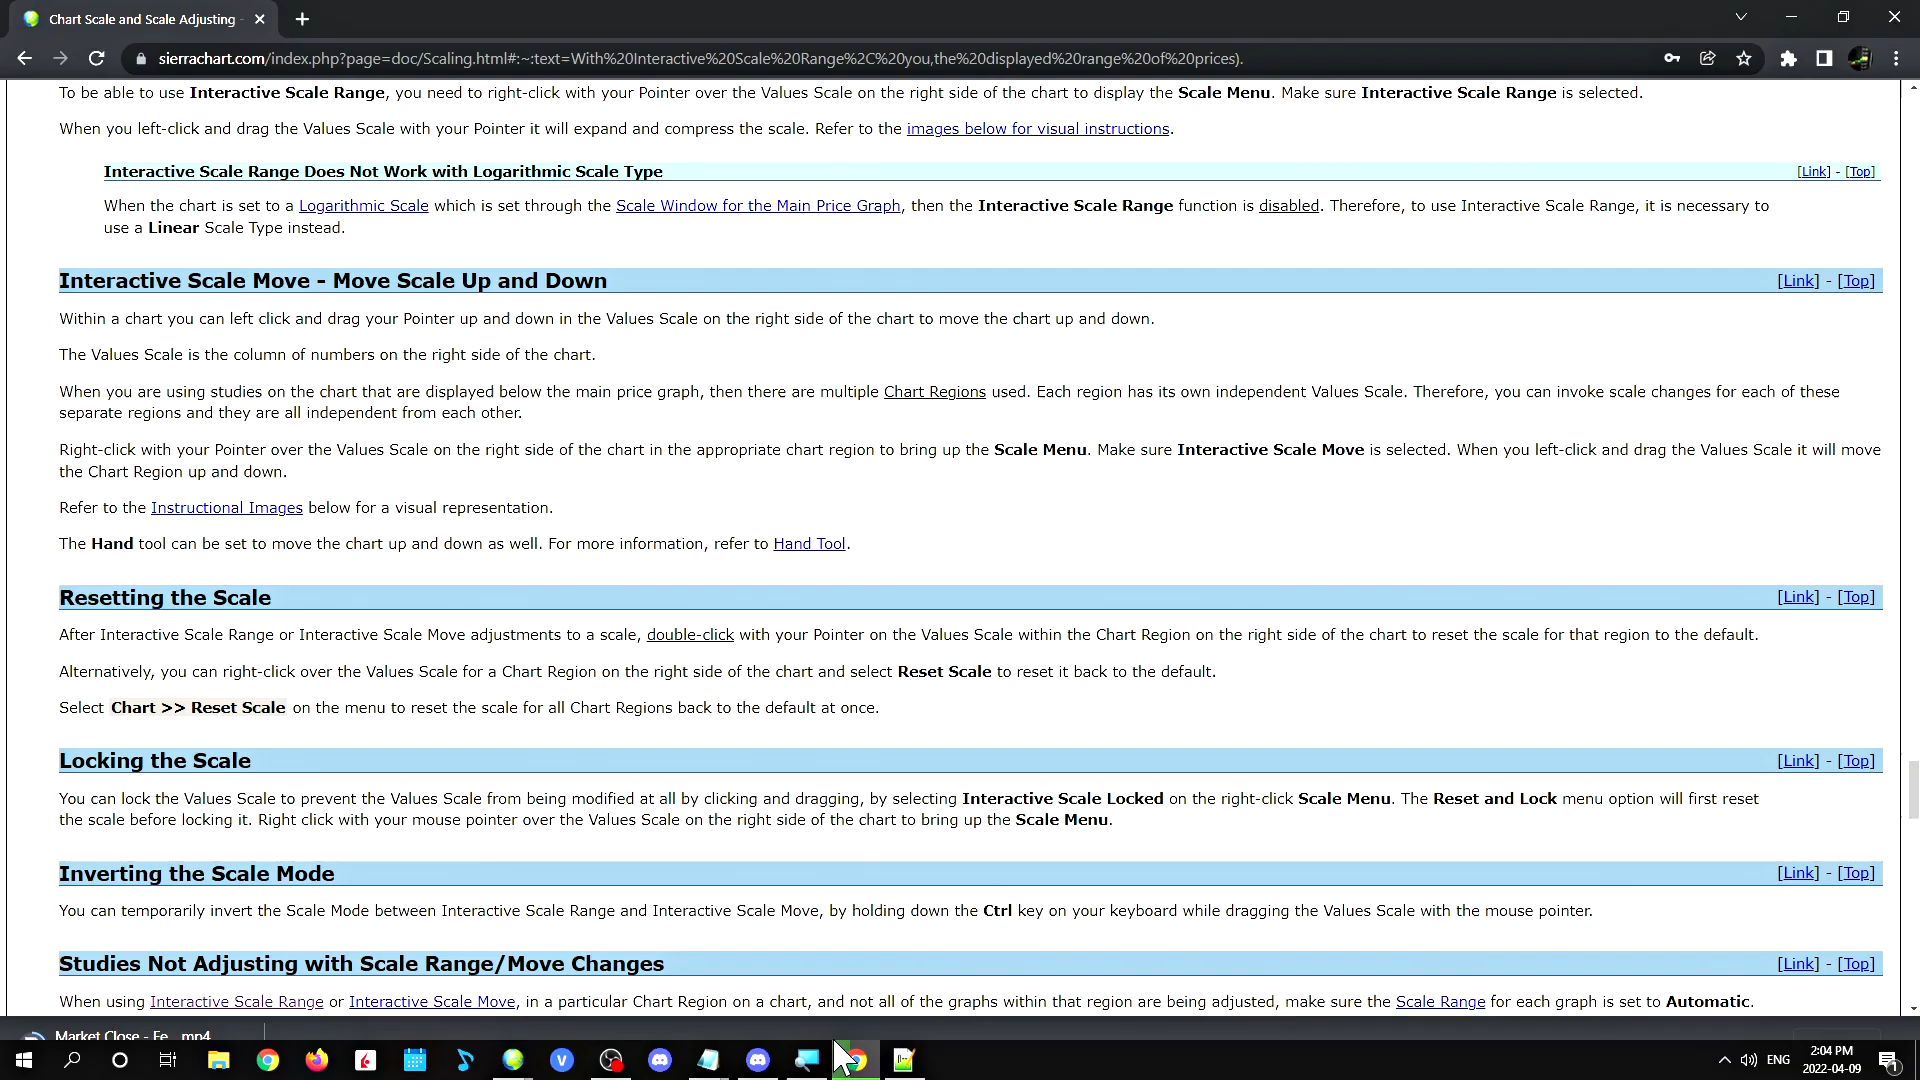 Chart Scale and Scale Adjusting -
sierrachart.com/index.php?page=doc/Scaling.html#:~:text=With%20Interactive%20Scale%20Range%2C%20you,the%20displayed%20range%20of%20prices).
To be able to use Interactive Scale Range, you need to right-click with your Pointer over the Values Scale on the right side of the chart to display the Scale Menu. Make sure Interactive Scale Range is selected.
When you left-click and drag the Values Scale with your Pointer it will expand and compress the scale. Refer to the images below for visual instructions.
Interactive Scale Range Does Not Work with Logarithmic Scale Type [Link] - [Top]
When the chart is set to a Logarithmic Scale which is set through the Scale Window for the Main Price Graph, then the Interactive Scale Range function is disabled. Therefore, to use Interactive Scale Range, it is necessary to
use a Linear Scale Type instead.
Interactive Scale Move - Move Scale Up and Down [Link] - [Top]
Within a chart you can left click and drag your Pointer up and down in the Values Scale on the right side of the chart to move the chart up and down.
The Values Scale is the column of numbers on the right side of the chart.
When you are using studies on the chart that are displayed below the main price graph, then there are multiple Chart Regions used. Each region has its own independent Values Scale. Therefore, you can invoke scale changes for each of these
separate regions and they are all independent from each other.
Right-click with your Pointer over the Values Scale on the right side of the chart in the appropriate chart region to bring up the Scale Menu. Make sure Interactive Scale Move is selected. When you left-click and drag the Values Scale it will move
the Chart Region up and down.
Refer to the Instructional Images below for a visual representation.
The Hand tool can be set to move the chart up and down as well. For more information, refer to Hand Tool.
Resetting the Scale [Link] - [Top]
After Interactive Scale Range or Interactive Scale Move adjustments to a scale, double-click with your Pointer on the Values Scale within the Chart Region on the right side of the chart to reset the scale for that region to the default.
Alternatively, you can right-click over the Values Scale for a Chart Region on the right side of the chart and select Reset Scale to reset it back to the default.
Select Chart >> Reset Scale on the menu to reset the scale for all Chart Regions back to the default at once.
Locking the Scale [Link] - [Top]
You can lock the Values Scale to prevent the Values Scale from being modified at all by clicking and dragging, by selecting Interactive Scale Locked on the right-click Scale Menu. The Reset and Lock menu option will first reset
the scale before locking it. Right click with your mouse pointer over the Values Scale on the right side of the chart to bring up the Scale Menu.
Inverting the Scale Mode [Link] - [Top]
You can temporarily invert the Scale Mode between Interactive Scale Range and Interactive Scale Move, by holding down the Ctrl key on your keyboard while dragging the Values Scale with the mouse pointer.
Studies Not Adjusting with Scale Range/Move Changes [Link] - [Top]
When using Interactive Scale Range or Interactive Scale Move, in a particular Chart Region on a chart, and not all of the graphs within that region are being adjusted, make sure the Scale Range for each graph is set to Automatic.
Market Close - Fe....mp4
ENG
2:04 PM
2022-04-09
1